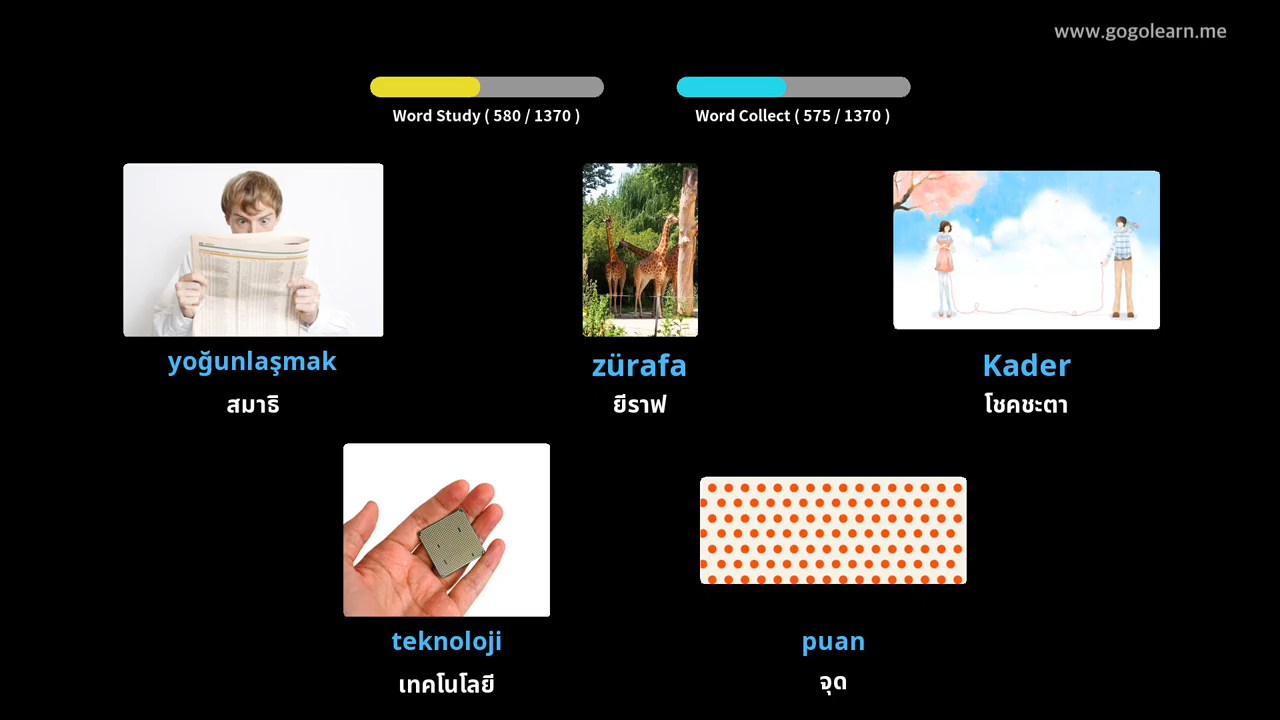 www.gogolearn.me
Word Study ( 580 / 1370 )
Word Collect ( 575 / 1370 )
yoğunlaşmak
สมาธิ
zürafa
ยีราฟ
Kader
โชคชะตา
teknoloji
เทคโนโลยี
puan
จุด